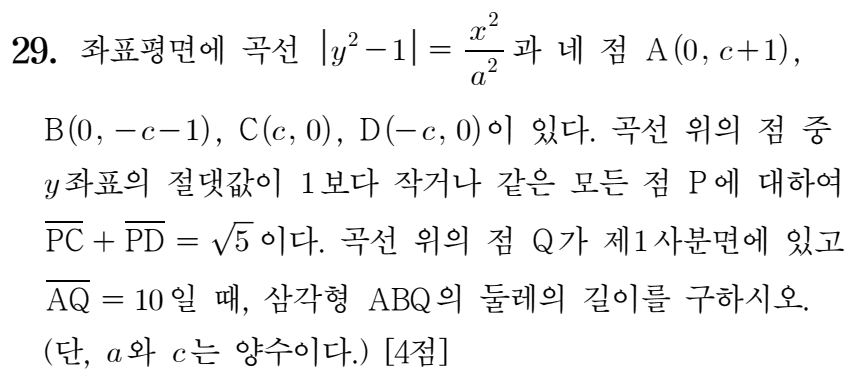 29. 좌표평면에 곡선 |y²−1| = x²/a² 과 네 점 A(0, c+1),
B(0, −c−1), C(c, 0), D(−c, 0)이 있다. 곡선 위의 점 중
y좌표의 절댓값이 1보다 작거나 같은 모든 점 P에 대하여
P̅C̅ + P̅D̅ = √5 이다. 곡선 위의 점 Q가 제1사분면에 있고
A̅Q̅ = 10일 때, 삼각형 ABQ의 둘레의 길이를 구하시오.
(단, a와 c는 양수이다.) [4점]